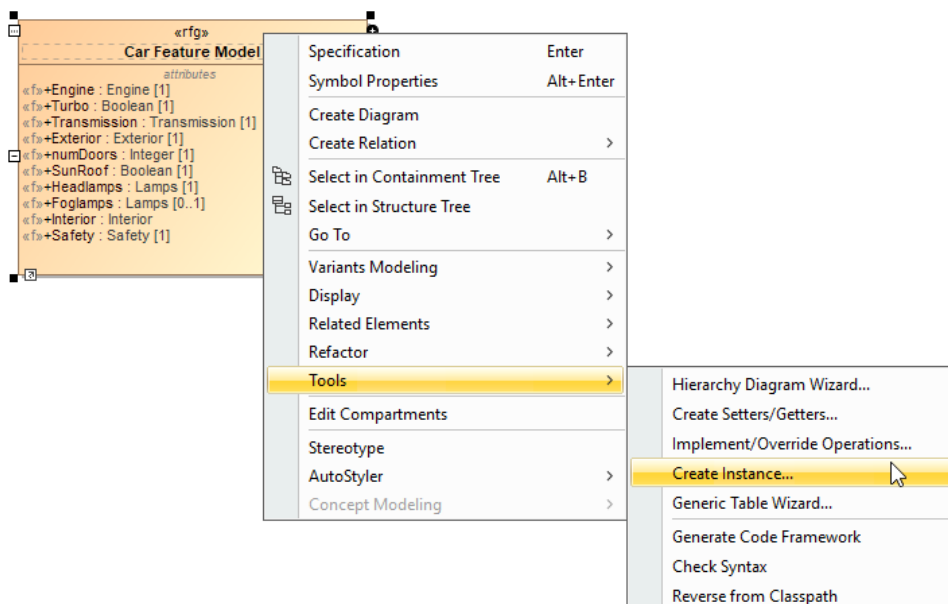 «rfg»
Car Feature Model
attributes
«f»+Engine : Engine [1]
«f»+Turbo : Boolean [1]
«f»+Transmission : Transmission [1]
«f»+Exterior : Exterior [1]
«f»+numDoors : Integer [1]
«f»+SunRoof : Boolean [1]
«f»+Headlamps : Lamps [1]
«f»+Foglamps : Lamps [0..1]
«f»+Interior : Interior
«f»+Safety : Safety [1]
Specification Enter
Symbol Properties Alt+Enter
Create Diagram
Create Relation
Select in Containment Tree Alt+B
Select in Structure Tree
Go To
Variants Modeling
Display
Related Elements
Refactor
Tools
Edit Compartments
Stereotype
AutoStyler
Concept Modeling
Hierarchy Diagram Wizard...
Create Setters/Getters...
Implement/Override Operations...
Create Instance...
Generic Table Wizard...
Generate Code Framework
Check Syntax
Reverse from Classpath